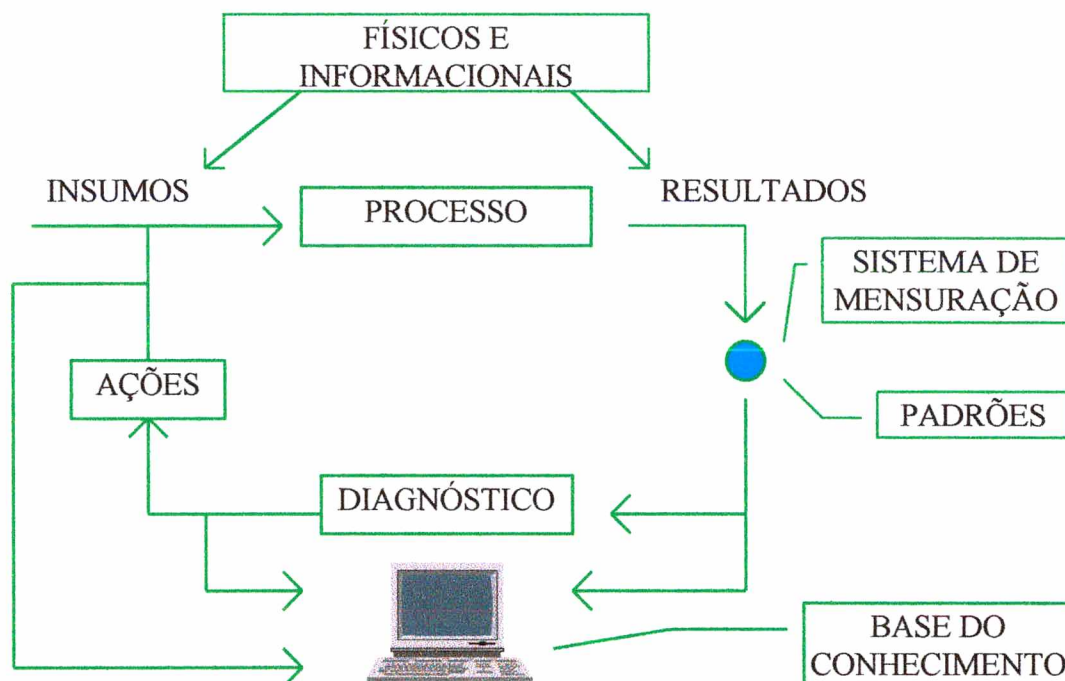 FÍSICOS E
INFORMACIONAIS
INSUMOS
PROCESSO
RESULTADOS
SISTEMA DE
MENSURAÇÃO
AÇÕES
PADRÕES
DIAGNÓSTICO
BASE DO
CONHECIMENTO